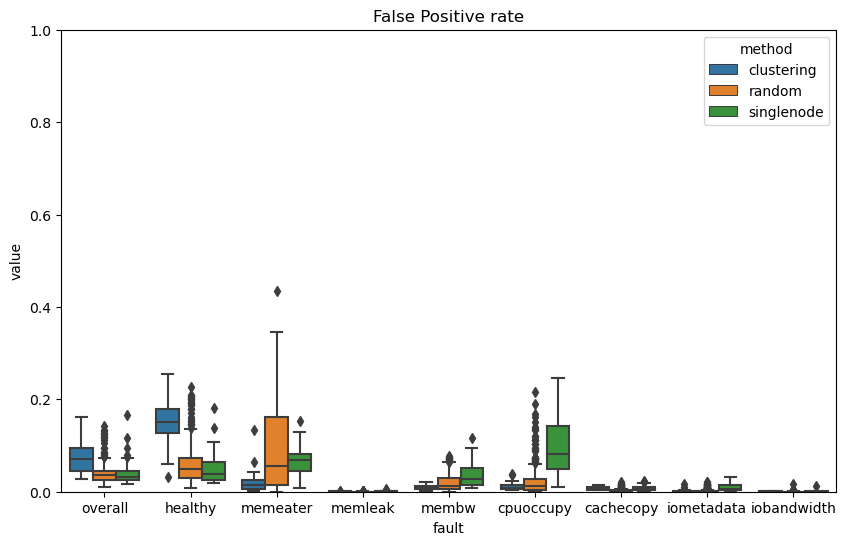 False Positive rate
1.0
0.8
0.6
0.4
0.2
0.0
value
method
clustering
random
singlenode
overall healthy memeater memleak membw cpuoccupy cachecopy iometadata iobandwidth
fault